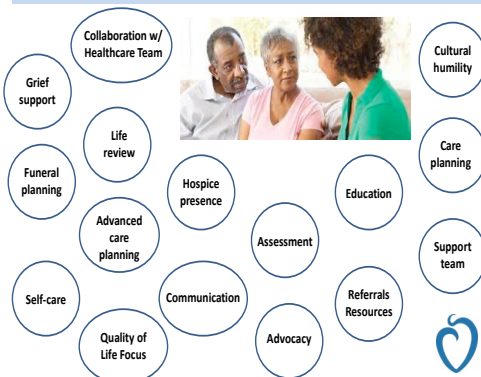 Collaboration w/
Healthcare Team
Cultural
humility
Grief
support
Life
review
Care
planning
Funeral
planning
Hospice
presence
Education
Advanced
care
planning
Assessment
Support
team
Self-care
Communication
Referrals
Resources
Quality of
Life Focus
Advocacy